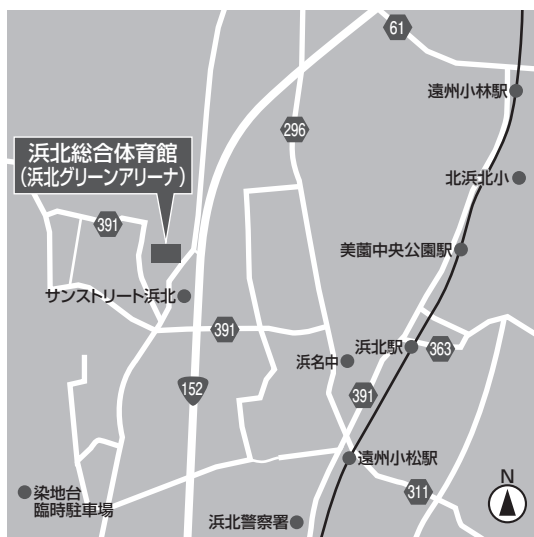 61
遠州小林駅
296
浜北総合体育館
(浜北グリーンアリーナ)
北浜北小
391
美薗中央公園駅
サンストリート浜北
391
浜北駅
363
浜名中
152
391
遠州小松駅
染地台
臨時駐車場
311
N
浜北警察署